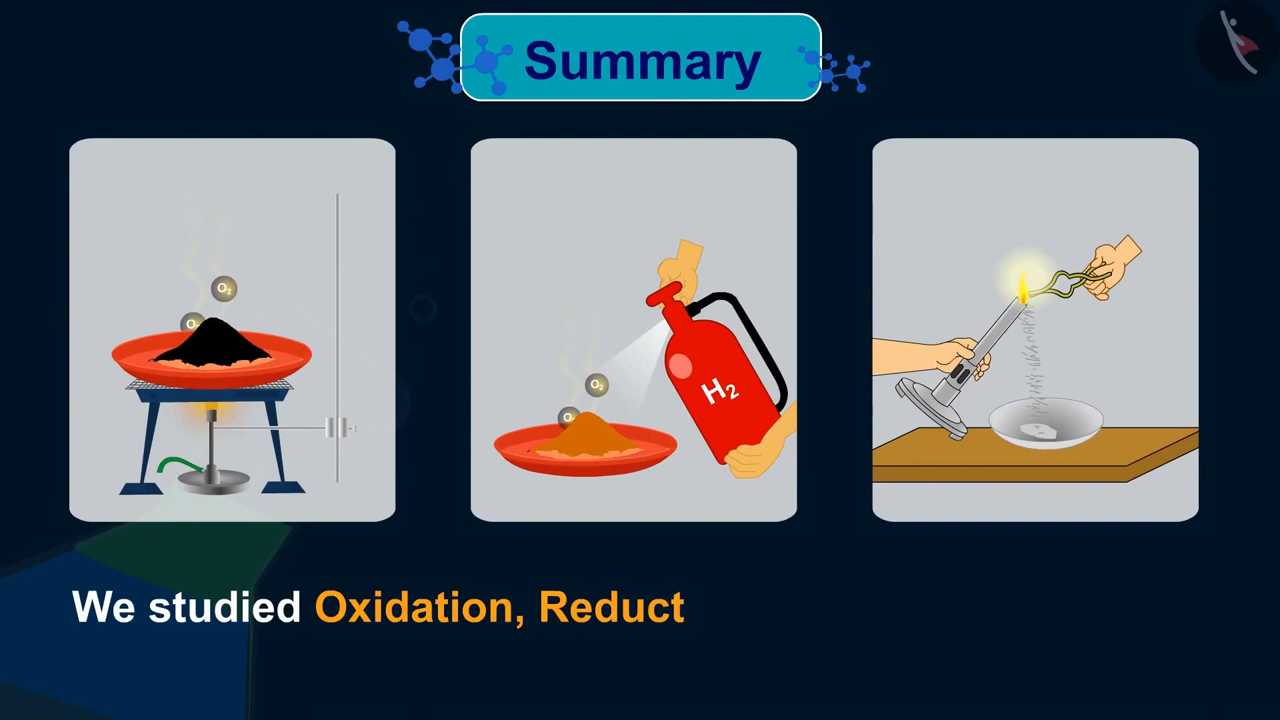 Summary
O₂
O₂
O₂
O
H₂
We studied Oxidation, Reduct